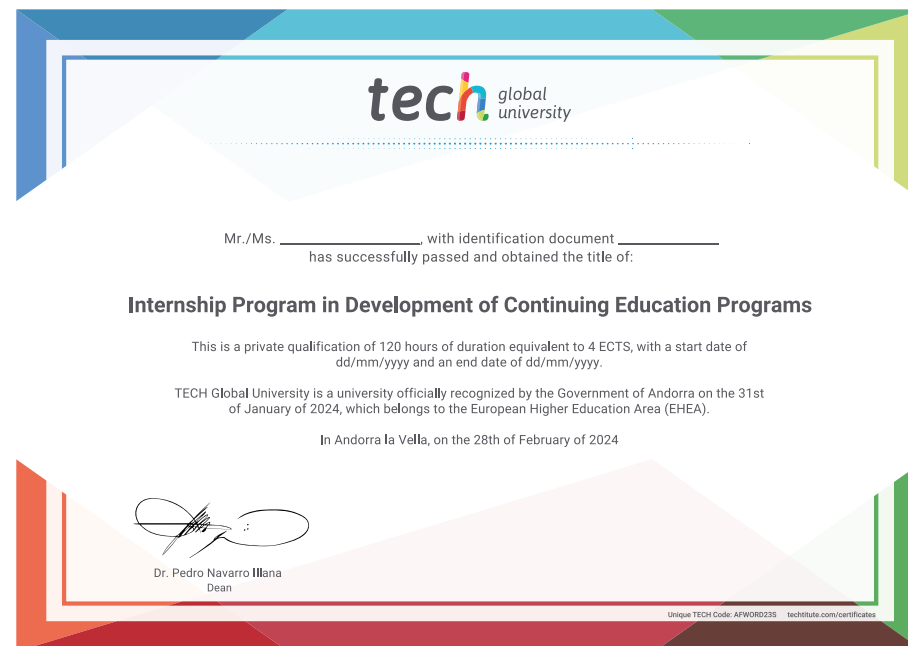 tech global university
Mr./Ms. ____________________, with identification document ______________
has successfully passed and obtained the title of:
Internship Program in Development of Continuing Education Programs
This is a private qualification of 120 hours of duration equivalent to 4 ECTS, with a start date of
dd/mm/yyyy and an end date of dd/mm/yyyy.
TECH Global University is a university officially recognized by the Government of Andorra on the 31st
of January of 2024, which belongs to the European Higher Education Area (EHEA).
In Andorra la Vella, on the 28th of February of 2024
Dr. Pedro Navarro Illana
Dean
Unique TECH Code: AFWORD23S techtitute.com/certificates